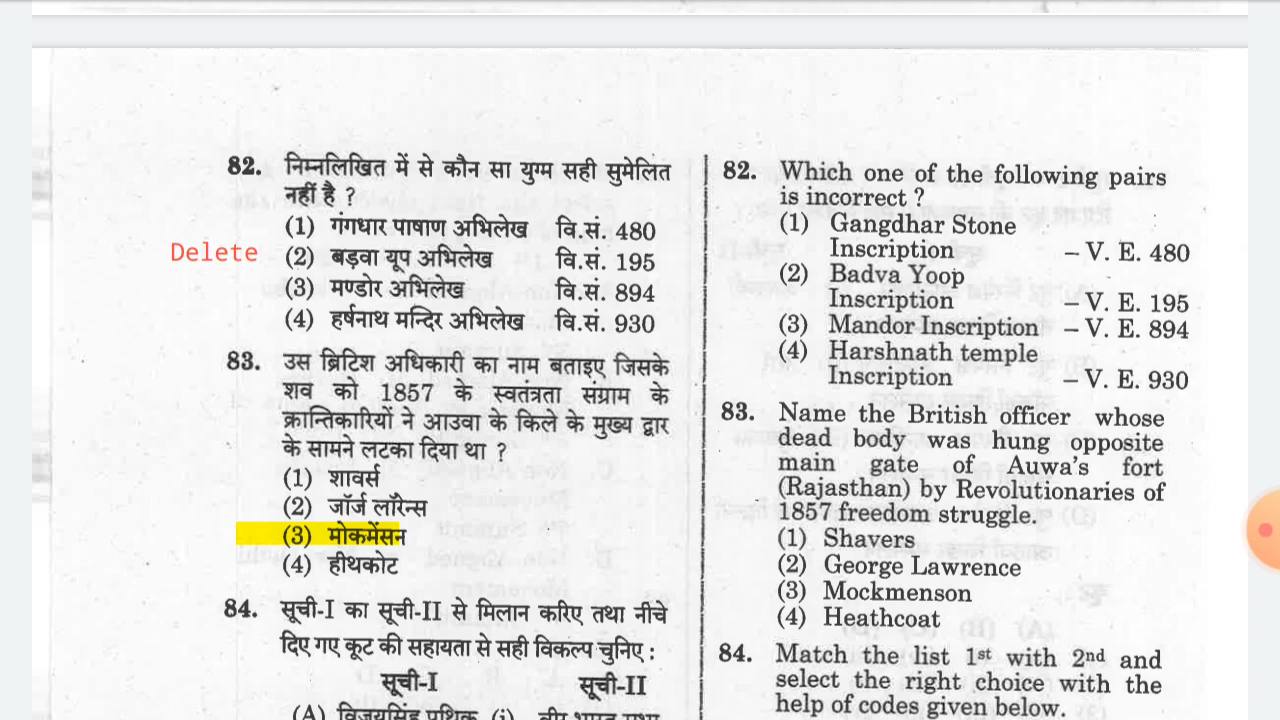 82. निम्नलिखित में से कौन सा युग्म सही सुमेलित
नहीं है ?
(1) गंगधार पाषाण अभिलेख वि.सं. 480
Delete (2) बड़वा यूप अभिलेख वि.सं. 195
(3) मण्डोर अभिलेख वि.सं. 894
(4) हर्षनाथ मन्दिर अभिलेख वि.सं. 930
83. उस ब्रिटिश अधिकारी का नाम बताइए जिसके
शव को 1857 के स्वतंत्रता संग्राम के
क्रान्तिकारियों ने आउवा के किले के मुख्य द्वार
के सामने लटका दिया था ?
(1) शावर्स
(2) जॉर्ज लॉरेन्स
(3) मोकमेंसन
(4) हीथकोट
84. सूची-I का सूची-II से मिलान करिए तथा नीचे
दिए गए कूट की सहायता से सही विकल्प चुनिए :
सूची-I सूची-II
(A) विजयसिंह पथिक (i)
82. Which one of the following pairs
is incorrect ?
(1) Gangdhar Stone
Inscription – V. E. 480
(2) Badva Yoop
Inscription – V. E. 195
(3) Mandor Inscription – V. E. 894
(4) Harshnath temple
Inscription – V. E. 930
83. Name the British officer whose
dead body was hung opposite
main gate of Auwa's fort
(Rajasthan) by Revolutionaries of
1857 freedom struggle.
(1) Shavers
(2) George Lawrence
(3) Mockmenson
(4) Heathcoat
84. Match the list 1st with 2nd and
select the right choice with the
help of codes given below.